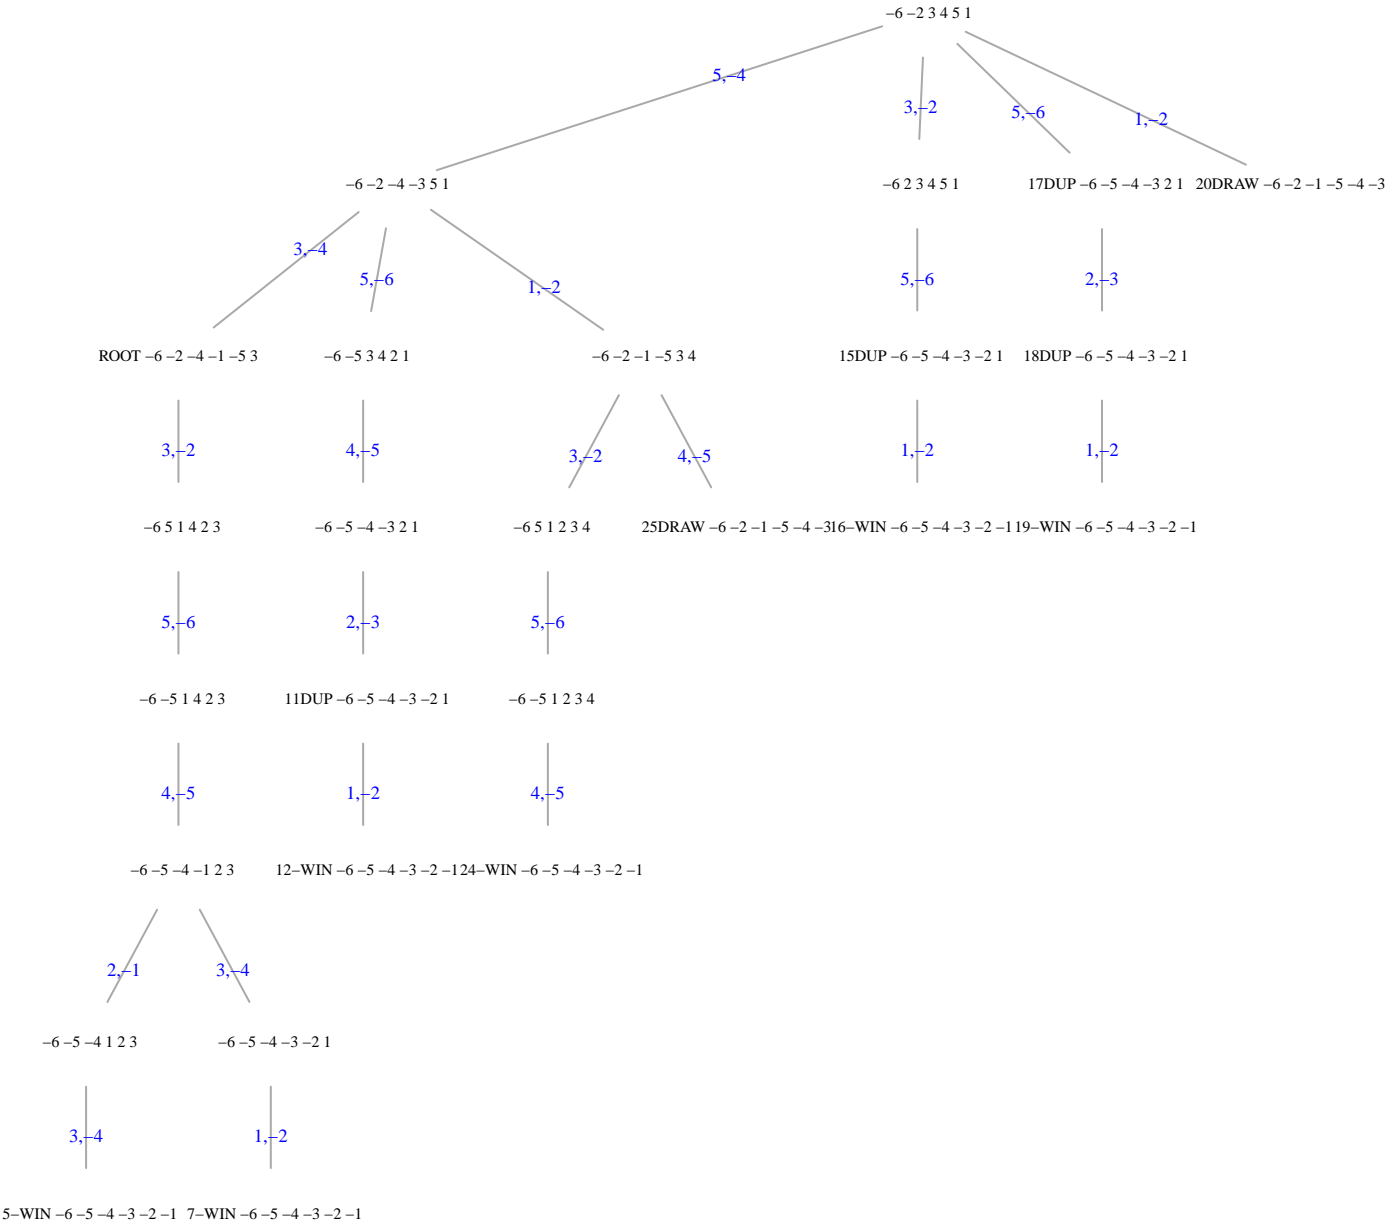 −6 −2 3 4 5 1
5,−4
3,−2
5,−6
1,−2
−6 −2 −4 −3 5 1
−6 2 3 4 5 1
17DUP −6 −5 −4 −3 2 1
20DRAW −6 −2 −1 −5 −4 −3
3,−4
5,−6
1,−2
5,−6
2,−3
ROOT −6 −2 −4 −1 −5 3
−6 −5 3 4 2 1
−6 −2 −1 −5 3 4
15DUP −6 −5 −4 −3 −2 1
18DUP −6 −5 −4 −3 −2 1
3,−2
4,−5
3,−2
4,−5
1,−2
1,−2
−6 5 1 4 2 3
−6 −5 −4 −3 2 1
−6 5 1 2 3 4
25DRAW −6 −2 −1 −5 −4 −3
16−WIN −6 −5 −4 −3 −2 −1
19−WIN −6 −5 −4 −3 −2 −1
5,−6
2,−3
5,−6
−6 −5 1 4 2 3
11DUP −6 −5 −4 −3 −2 1
−6 −5 1 2 3 4
4,−5
1,−2
4,−5
−6 −5 −4 −1 2 3
12−WIN −6 −5 −4 −3 −2 −1
24−WIN −6 −5 −4 −3 −2 −1
2,−1
3,−4
−6 −5 −4 1 2 3
−6 −5 −4 −3 −2 1
3,−4
1,−2
5−WIN −6 −5 −4 −3 −2 −1
7−WIN −6 −5 −4 −3 −2 −1